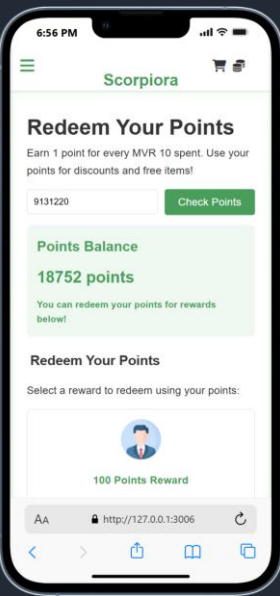 6:56 PM
Scorpiora
Redeem Your Points
Earn 1 point for every MVR 10 spent. Use your
points for discounts and free items!
9131220
Check Points
Points Balance
18752 points
You can redeem your points for rewards
below!
Redeem Your Points
Select a reward to redeem using your points:
100 Points Reward
AA
http://127.0.0.1:3006